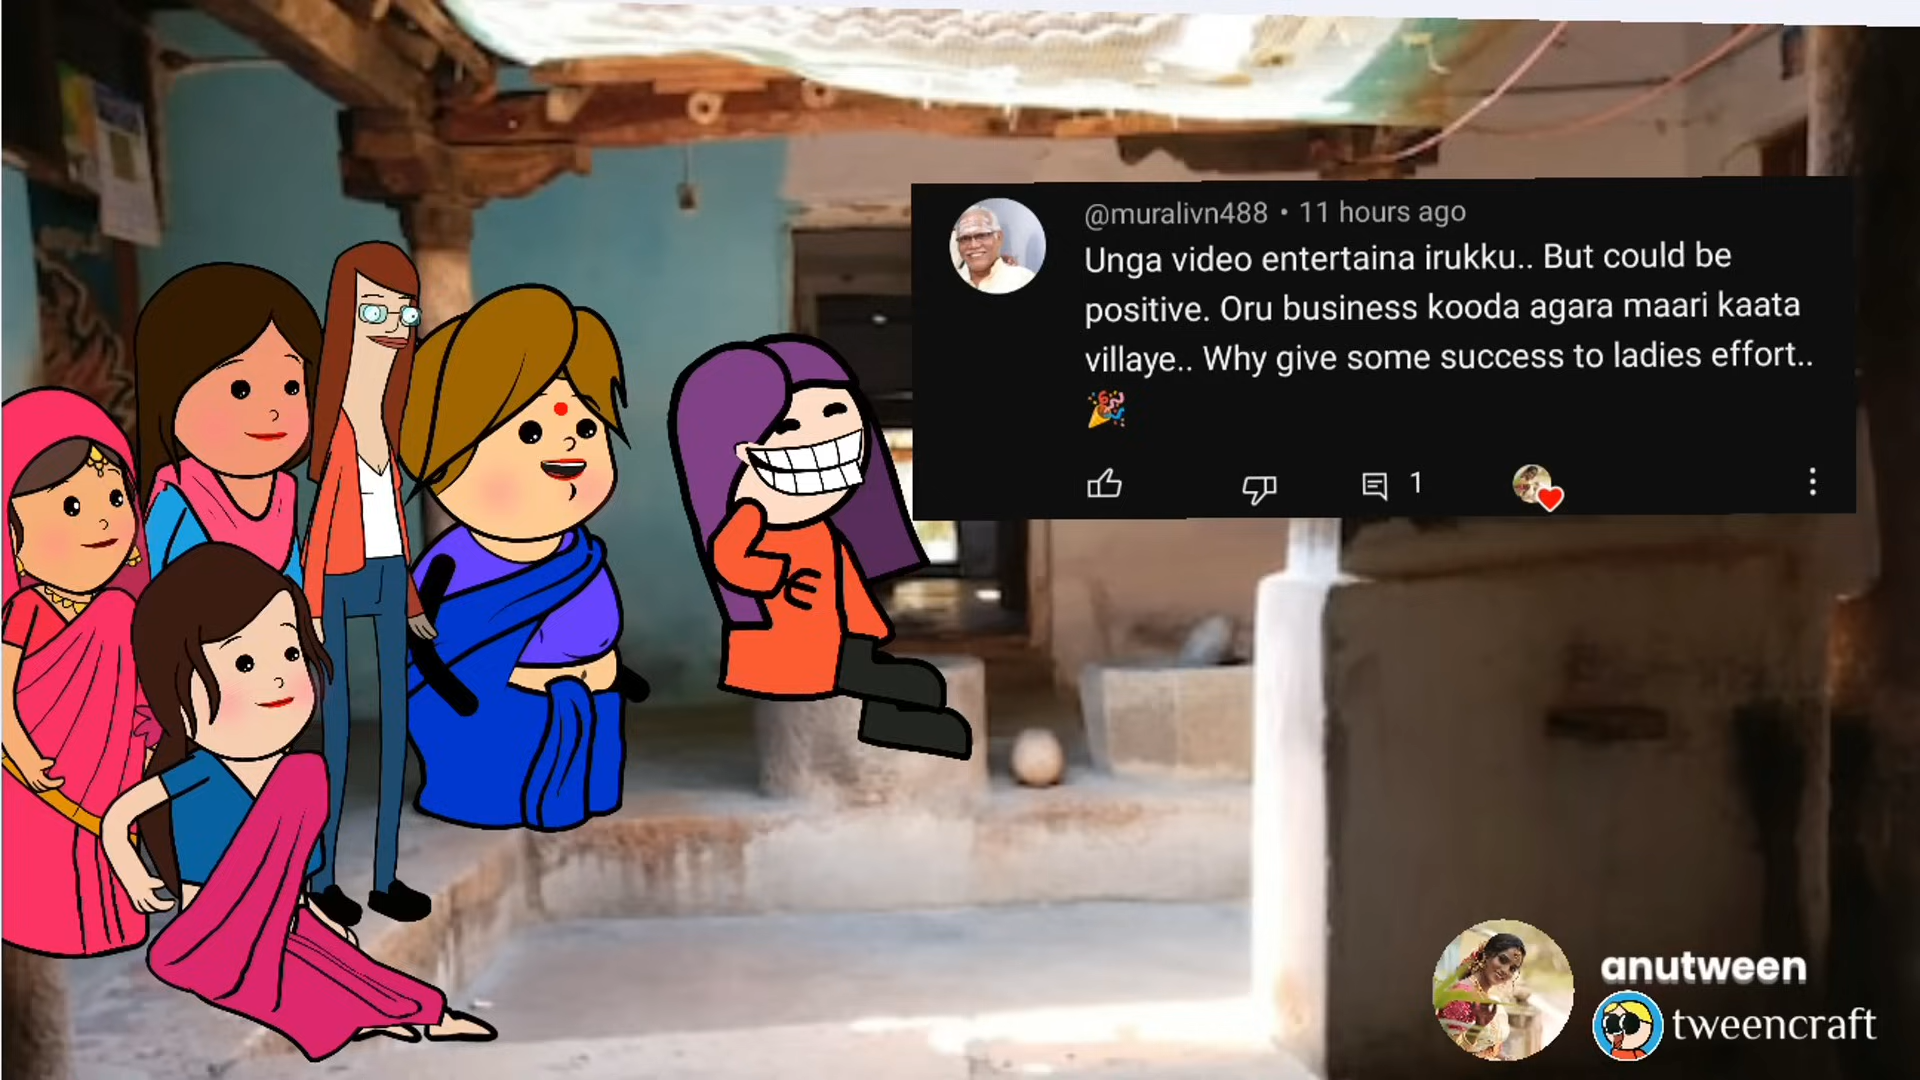 @muralivn488 • 11 hours ago
Unga video entertaina irukku.. But could be
positive. Oru business kooda agara maari kaata
villaye.. Why give some success to ladies effort..
🎉
1
anutween
tweencraft